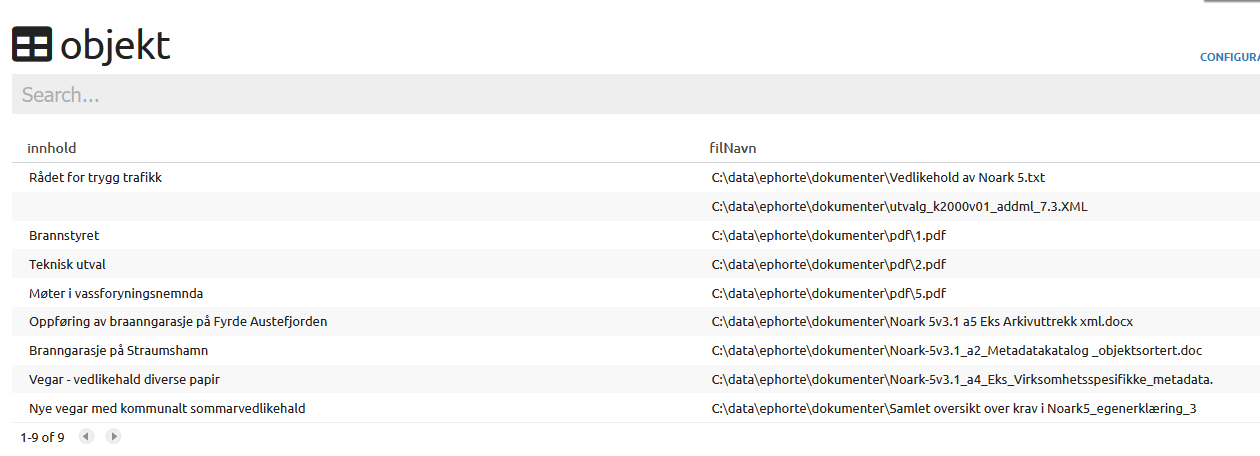 objekt
CONFIGURA
Search...
innhold filNavn
Rådet for trygg trafikk C:\data\ephorte\dokumenter\Vedlikehold av Noark 5.txt
C:\data\ephorte\dokumenter\utvalg_k2000v01_addml_7.3.XML
Brannstyret C:\data\ephorte\dokumenter\pdf\1.pdf
Teknisk utval C:\data\ephorte\dokumenter\pdf\2.pdf
Møter i vassforyningsnemnda C:\data\ephorte\dokumenter\pdf\5.pdf
Oppføring av braanngarasje på Fyrde Austefjorden C:\data\ephorte\dokumenter\Noark 5v3.1 a5 Eks Arkivuttrekk xml.docx
Branngarasje på Straumshamn C:\data\ephorte\dokumenter\Noark-5v3.1_a2_Metadatakatalog _objektsortert.doc
Vegar - vedlikehald diverse papir C:\data\ephorte\dokumenter\Noark-5v3.1_a4_Eks_Virksomhetsspesifikke_metadata.
Nye vegar med kommunalt sommarvedlikehald C:\data\ephorte\dokumenter\Samlet oversikt over krav i Noark5_egenerklæring_3
1-9 of 9